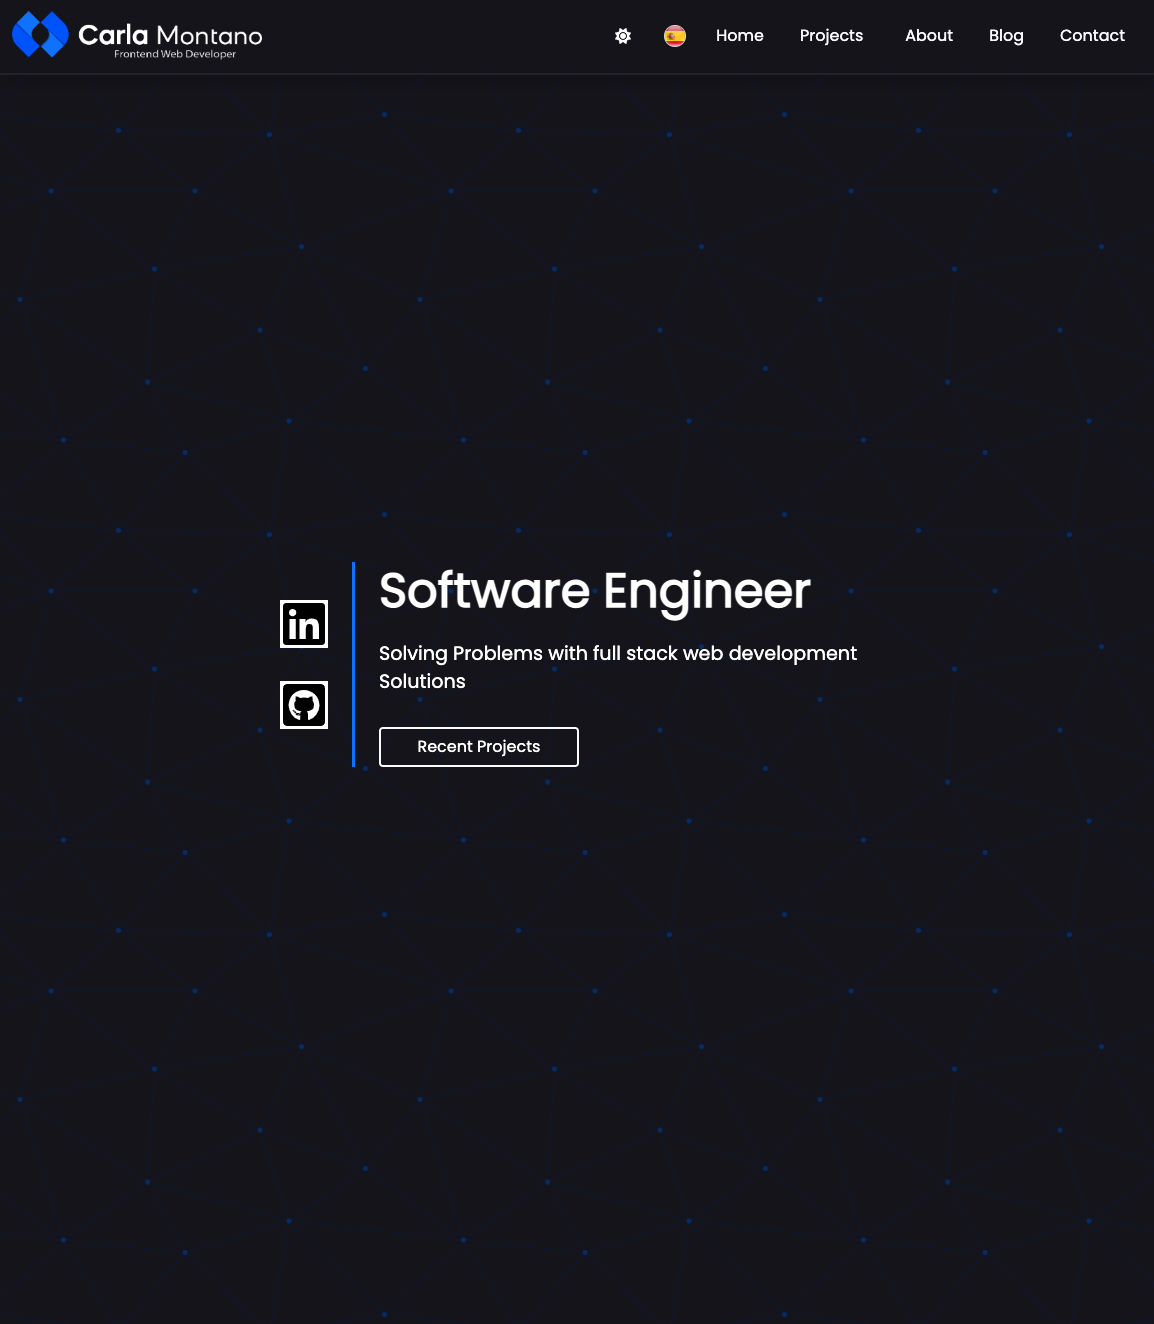 Carla Montano
Frontend Web Developer
Home Projects About Blog Contact
Software Engineer
in
Solving Problems with full stack web development
Solutions
Recent Projects